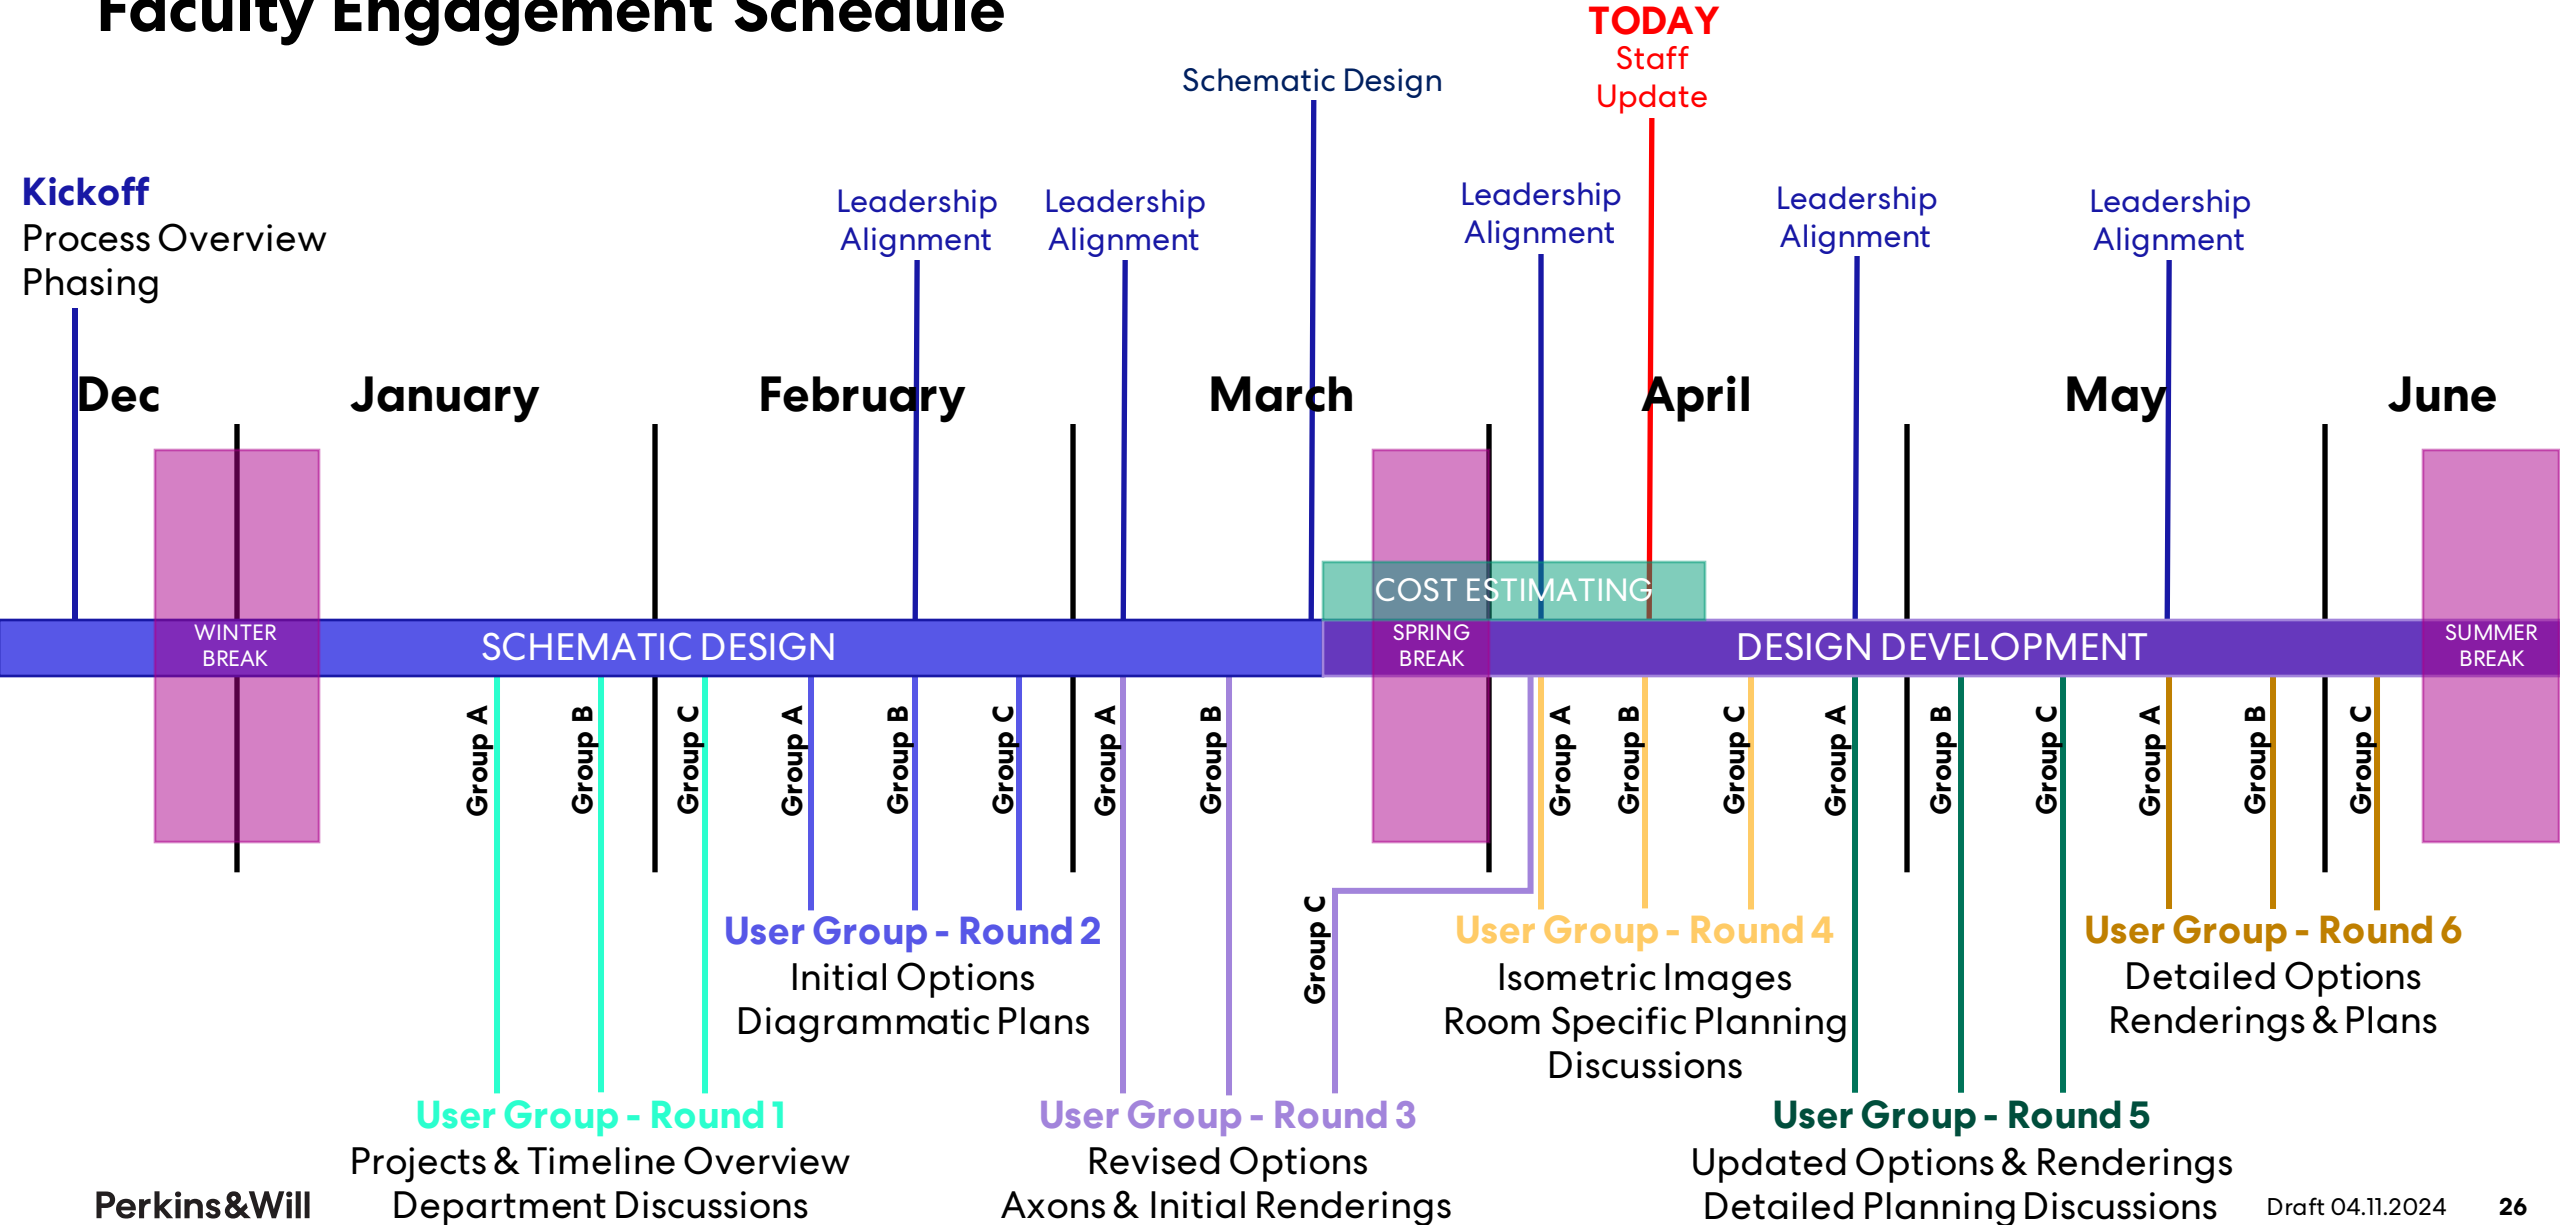 Faculty Engagement Schedule
TODAY
Staff
Update
Schematic Design
Kickoff
Process Overview
Phasing
Leadership
Alignment
Leadership
Alignment
Leadership
Alignment
Leadership
Alignment
Leadership
Alignment
Dec
January
February
March
April
May
June
COST ESTIMATING
WINTER
BREAK
SCHEMATIC DESIGN
SPRING
BREAK
DESIGN DEVELOPMENT
SUMMER
BREAK
Group A
Group B
Group C
Group A
Group B
Group C
Group A
Group B
Group C
Group A
Group B
Group C
Group A
Group B
Group C
Group A
Group B
Group C
User Group - Round 2
Initial Options
Diagrammatic Plans
User Group - Round 4
Isometric Images
Room Specific Planning
Discussions
User Group - Round 6
Detailed Options
Renderings & Plans
User Group - Round 1
Projects & Timeline Overview
Department Discussions
User Group - Round 3
Revised Options
Axons & Initial Renderings
User Group - Round 5
Updated Options & Renderings
Detailed Planning Discussions
Perkins&Will
Draft 04.11.2024
26